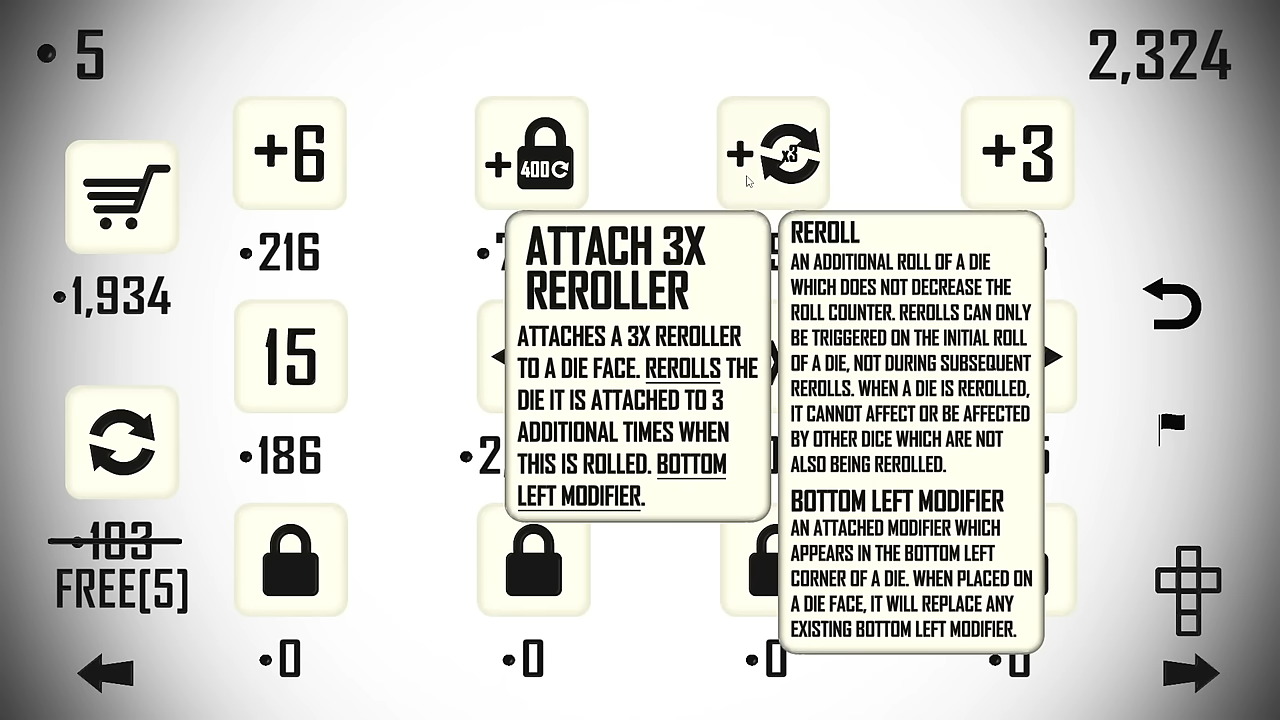 5
2,324
+6
+ 400
+ x3
+3
216
1,934
15
186
103
FREE[5]
0
0
0
0
ATTACH 3X
REROLLER
ATTACHES A 3X REROLLER
TO A DIE FACE. REROLLS THE
DIE IT IS ATTACHED TO 3
ADDITIONAL TIMES WHEN
THIS IS ROLLED. BOTTOM
LEFT MODIFIER.
REROLL
AN ADDITIONAL ROLL OF A DIE
WHICH DOES NOT DECREASE THE
ROLL COUNTER. REROLLS CAN ONLY
BE TRIGGERED ON THE INITIAL ROLL
OF A DIE, NOT DURING SUBSEQUENT
REROLLS. WHEN A DIE IS REROLLED,
IT CANNOT AFFECT OR BE AFFECTED
BY OTHER DICE WHICH ARE NOT
ALSO BEING REROLLED.
BOTTOM LEFT MODIFIER
AN ATTACHED MODIFIER WHICH
APPEARS IN THE BOTTOM LEFT
CORNER OF A DIE. WHEN PLACED ON
A DIE FACE, IT WILL REPLACE ANY
EXISTING BOTTOM LEFT MODIFIER.